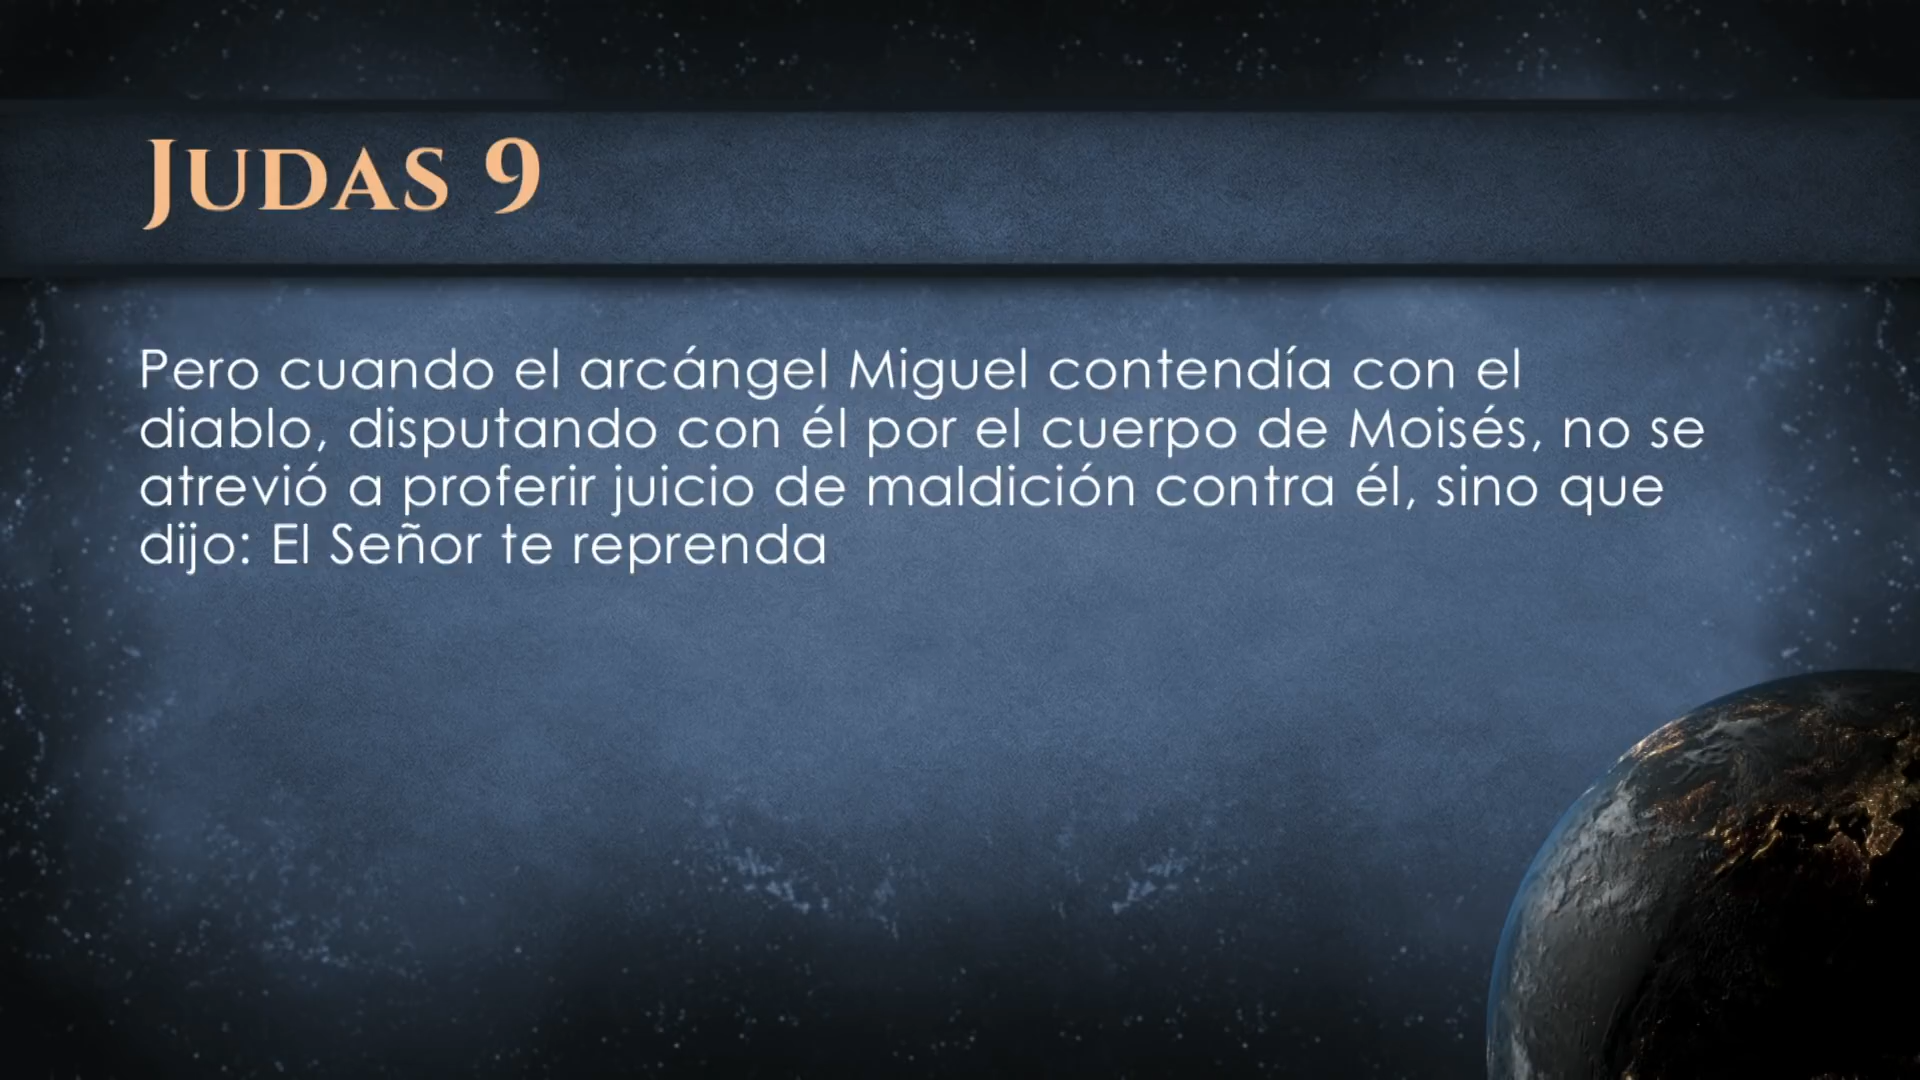 Judas 9
Pero cuando el arcángel Miguel contendía con el
diablo, disputando con él por el cuerpo de Moisés, no se
atrevió a proferir juicio de maldición contra él, sino que
dijo: El Señor te reprenda